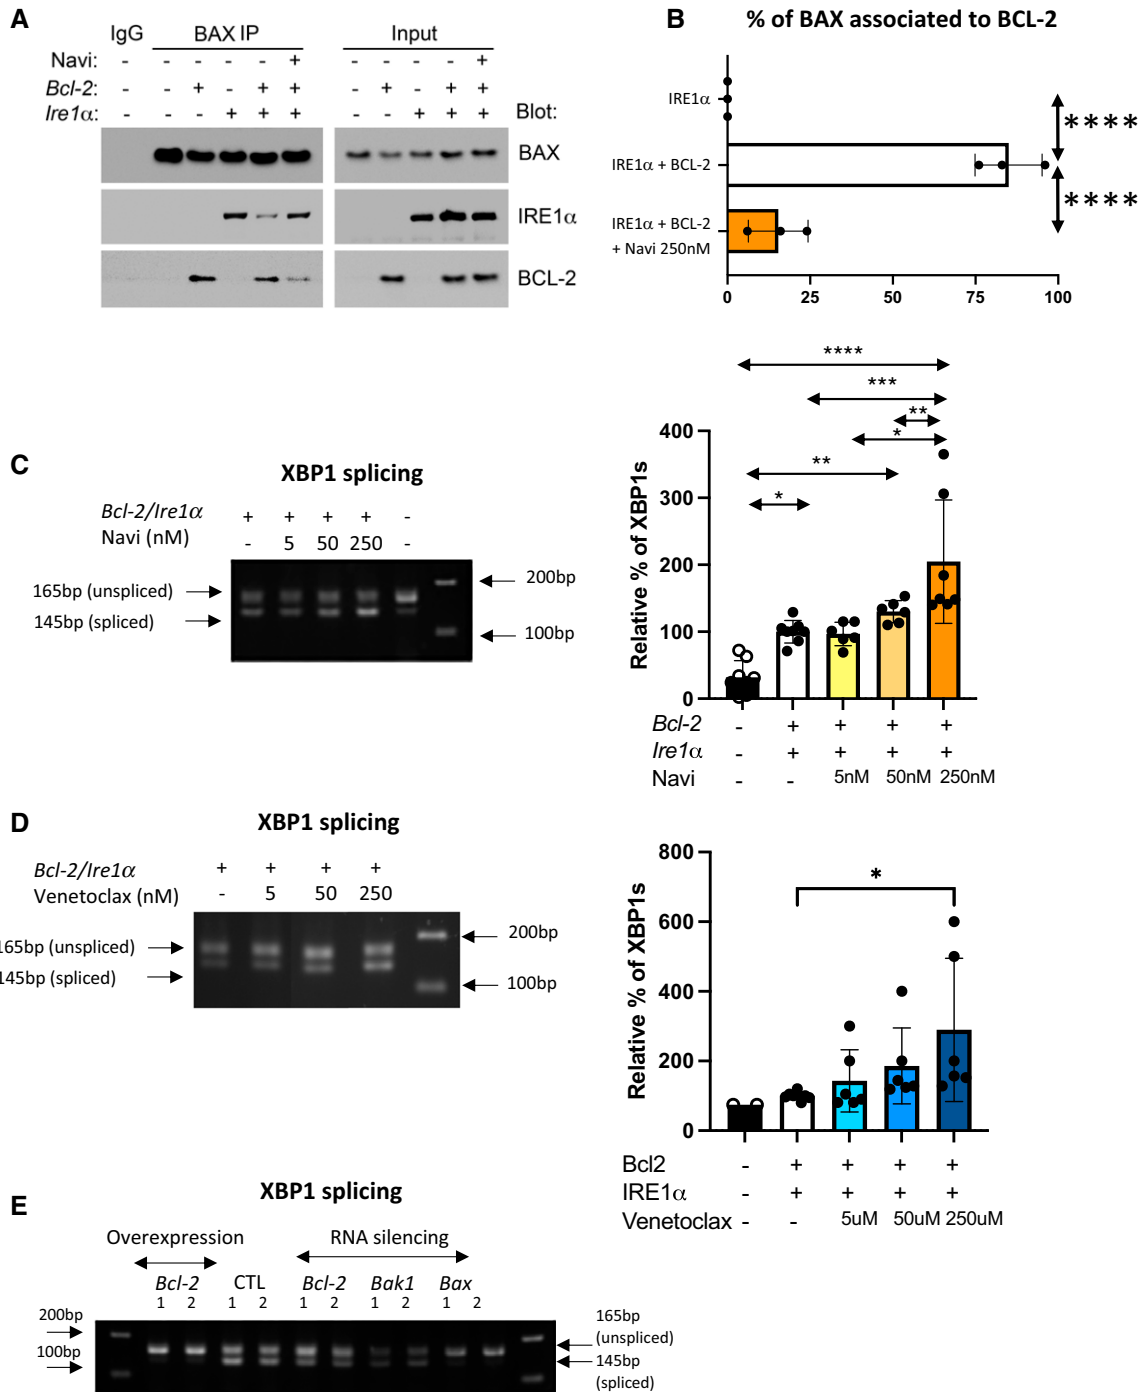 A
IgG BAX IP Input
Navi: - - - - - + - - - - +
Bcl-2: - - + - + + - + - + +
Ire1α: - - - + + + - - + + + Blot:
BAX
IRE1α
BCL-2
B
% of BAX associated to BCL-2
IRE1α
IRE1α + BCL-2
IRE1α + BCL-2
+ Navi 250nM
****
****
0 25 50 75 100
C
XBP1 splicing
Bcl-2/Ire1α + + + + -
Navi (nM) - 5 50 250 -
165bp (unspliced)
145bp (spliced)
200bp
100bp
****
***
**
*
**
*
Relative % of XBP1s
400
300
200
100
0
Bcl-2 - + + + +
Ire1α - + + + +
Navi - - 5nM 50nM 250nM
D
XBP1 splicing
Bcl-2/Ire1α + + + +
Venetoclax (nM) - 5 50 250
165bp (unspliced)
145bp (spliced)
200bp
100bp
*
Relative % of XBP1s
800
600
400
200
0
Bcl2 - + + + +
IRE1α - + + + +
Venetoclax - - 5uM 50uM 250uM
E
XBP1 splicing
Overexpression RNA silencing
Bcl-2 CTL Bcl-2 Bak1 Bax
1 2 1 2 1 2 1 2 1 2
200bp
100bp
165bp
(unspliced)
145bp
(spliced)